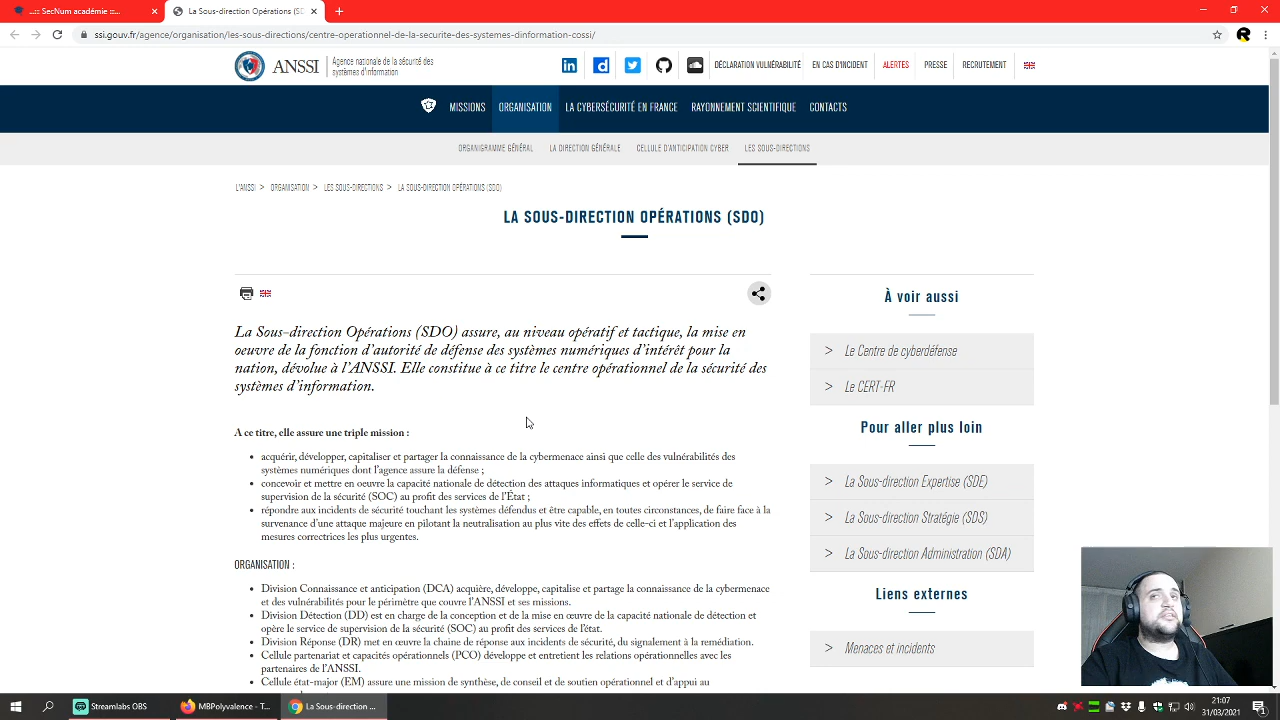 ..:: SecNum académie ::...
La Sous-direction Opérations (SD
ssi.gouv.fr/agence/organisation/les-sous-directions/centre-operationnel-de-la-securite-des-systemes-dinformation-cossi/
ANSSI
Agence nationale de la sécurité des
systèmes d'information
DÉCLARATION VULNÉRABILITÉ
EN CAS D'INCIDENT
ALERTES
PRESSE
RECRUTEMENT
MISSIONS
ORGANISATION
LA CYBERSÉCURITÉ EN FRANCE
RAYONNEMENT SCIENTIFIQUE
CONTACTS
ORGANIGRAMME GÉNÉRAL
LA DIRECTION GÉNÉRALE
CELLULE D'ANTICIPATION CYBER
LES SOUS-DIRECTIONS
L'ANSSI > ORGANISATION > LES SOUS-DIRECTIONS > LA SOUS-DIRECTION OPÉRATIONS (SDO)
LA SOUS-DIRECTION OPÉRATIONS (SDO)
La Sous-direction Opérations (SDO) assure, au niveau opératif et tactique, la mise en
oeuvre de la fonction d'autorité de défense des systèmes numériques d'intérêt pour la
nation, dévolue à l'ANSSI. Elle constitue à ce titre le centre opérationnel de la sécurité des
systèmes d'information.
A ce titre, elle assure une triple mission :
• acquérir, développer, capitaliser et partager la connaissance de la cybermenace ainsi que celle des vulnérabilités des
systèmes numériques dont l'agence assure la défense ;
• concevoir et mettre en oeuvre la capacité nationale de détection des attaques informatiques et opérer le service de
supervision de la sécurité (SOC) au profit des services de l'État ;
• répondre aux incidents de sécurité touchant les systèmes défendus et être capable, en toutes circonstances, de faire face à la
survenance d'une attaque majeure en pilotant la neutralisation au plus vite des effets de celle-ci et l'application des
mesures correctrices les plus urgentes.
ORGANISATION :
• Division Connaissance et anticipation (DCA) acquière, développe, capitalise et partage la connaissance de la cybermenace
et des vulnérabilités pour le périmètre que couvre l'ANSSI et ses missions.
• Division Détection (DD) est en charge de la conception et de la mise en œuvre de la capacité nationale de détection et
opère le service de supervision de la sécurité (SOC) au profit des services de l'état.
• Division Réponse (DR) met en œuvre la chaine de réponse aux incidents de sécurité, du signalement à la remédiation.
• Cellule partenariat et capacités opérationnels (PCO) développe et entretient les relations opérationnelles avec les
partenaires de l'ANSSI.
• Cellule état-major (EM) assure une mission de synthèse, de conseil et de soutien opérationnel et d'appui au
À voir aussi
> Le Centre de cyberdéfense
> Le CERT-FR
Pour aller plus loin
> La Sous-direction Expertise (SDE)
> La Sous-direction Stratégie (SDS)
> La Sous-direction Administration (SDA)
Liens externes
> Menaces et incidents
Streamlabs OBS
MBPolyvalence - T...
La Sous-direction ...
21:07
31/03/2021